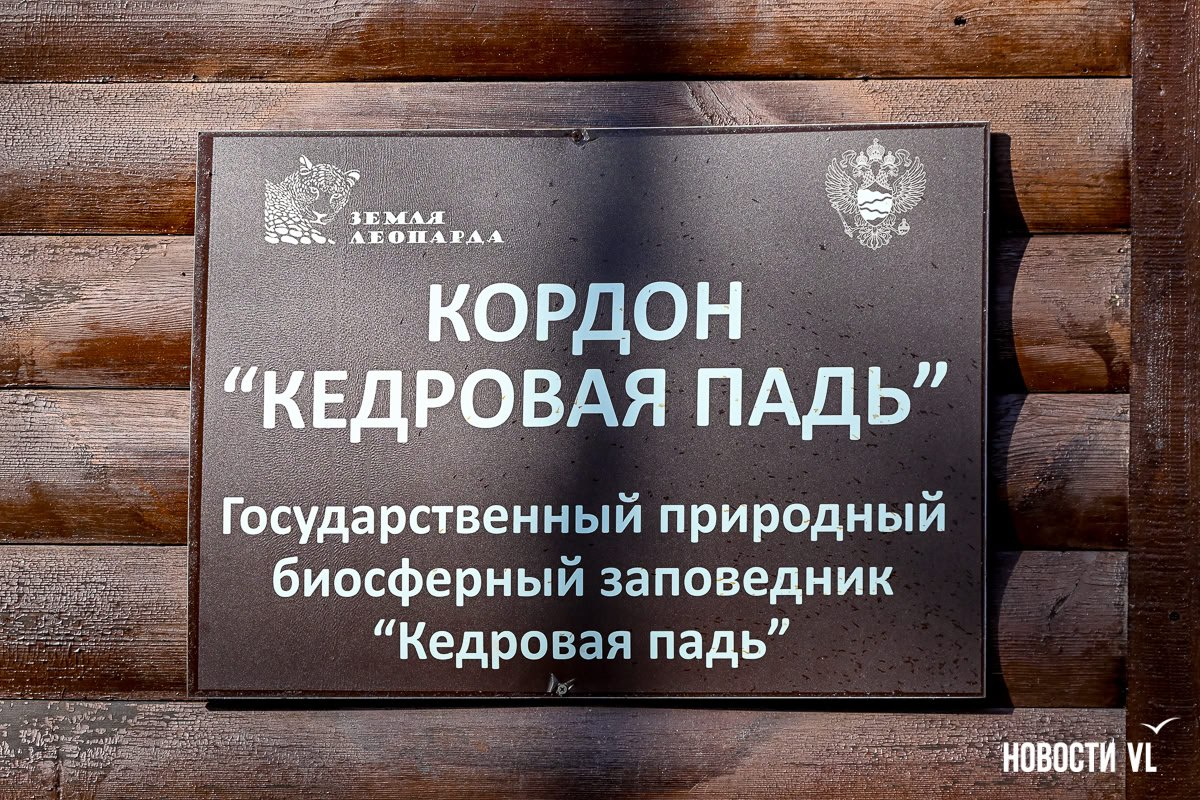 ЗЕМЛЯ
ЛЕОПАРДА
КОРДОН
“КЕДРОВАЯ ПАДЬ”
Государственный природный
биосферный заповедник
“Кедровая падь”
НОВОСТИ VL